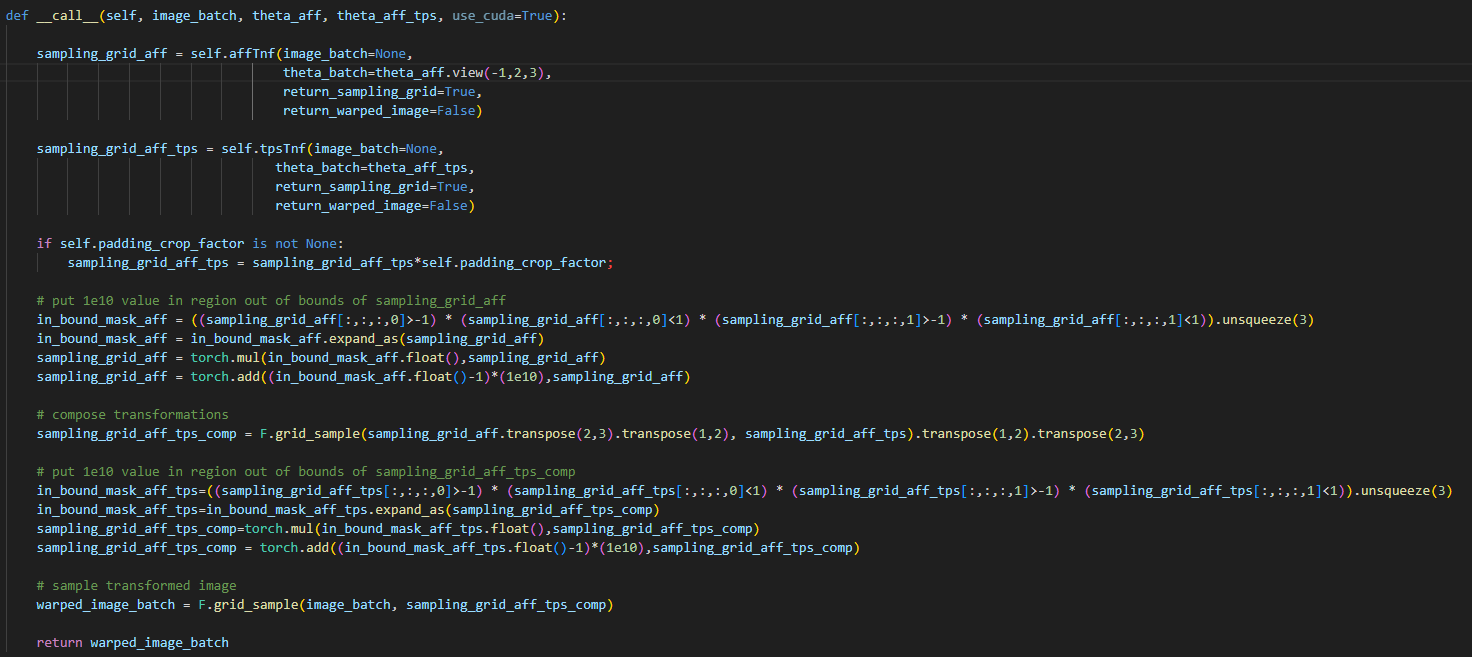 def __call__(self, image_batch, theta_aff, theta_aff_tps, use_cuda=True):
sampling_grid_aff = self.affTnf(image_batch=None,
theta_batch=theta_aff.view(-1,2,3),
return_sampling_grid=True,
return_warped_image=False)
sampling_grid_aff_tps = self.tpsTnf(image_batch=None,
theta_batch=theta_aff_tps,
return_sampling_grid=True,
return_warped_image=False)
if self.padding_crop_factor is not None:
sampling_grid_aff_tps = sampling_grid_aff_tps*self.padding_crop_factor;
# put 1e10 value in region out of bounds of sampling_grid_aff
in_bound_mask_aff = ((sampling_grid_aff[:,:,:,0]>-1) * (sampling_grid_aff[:,:,:,0]<1) * (sampling_grid_aff[:,:,:,1]>-1) * (sampling_grid_aff[:,:,:,1]<1)).unsqueeze(3)
in_bound_mask_aff = in_bound_mask_aff.expand_as(sampling_grid_aff)
sampling_grid_aff = torch.mul(in_bound_mask_aff.float(),sampling_grid_aff)
sampling_grid_aff = torch.add((in_bound_mask_aff.float()-1)*(1e10),sampling_grid_aff)
# compose transformations
sampling_grid_aff_tps_comp = F.grid_sample(sampling_grid_aff.transpose(2,3).transpose(1,2), sampling_grid_aff_tps).transpose(1,2).transpose(2,3)
# put 1e10 value in region out of bounds of sampling_grid_aff_tps_comp
in_bound_mask_aff_tps=((sampling_grid_aff_tps[:,:,:,0]>-1) * (sampling_grid_aff_tps[:,:,:,0]<1) * (sampling_grid_aff_tps[:,:,:,1]>-1) * (sampling_grid_aff_tps[:,:,:,1]<1)).unsqueeze(3)
in_bound_mask_aff_tps=in_bound_mask_aff_tps.expand_as(sampling_grid_aff_tps_comp)
sampling_grid_aff_tps_comp=torch.mul(in_bound_mask_aff_tps.float(),sampling_grid_aff_tps_comp)
sampling_grid_aff_tps_comp = torch.add((in_bound_mask_aff_tps.float()-1)*(1e10),sampling_grid_aff_tps_comp)
# sample transformed image
warped_image_batch = F.grid_sample(image_batch, sampling_grid_aff_tps_comp)
return warped_image_batch